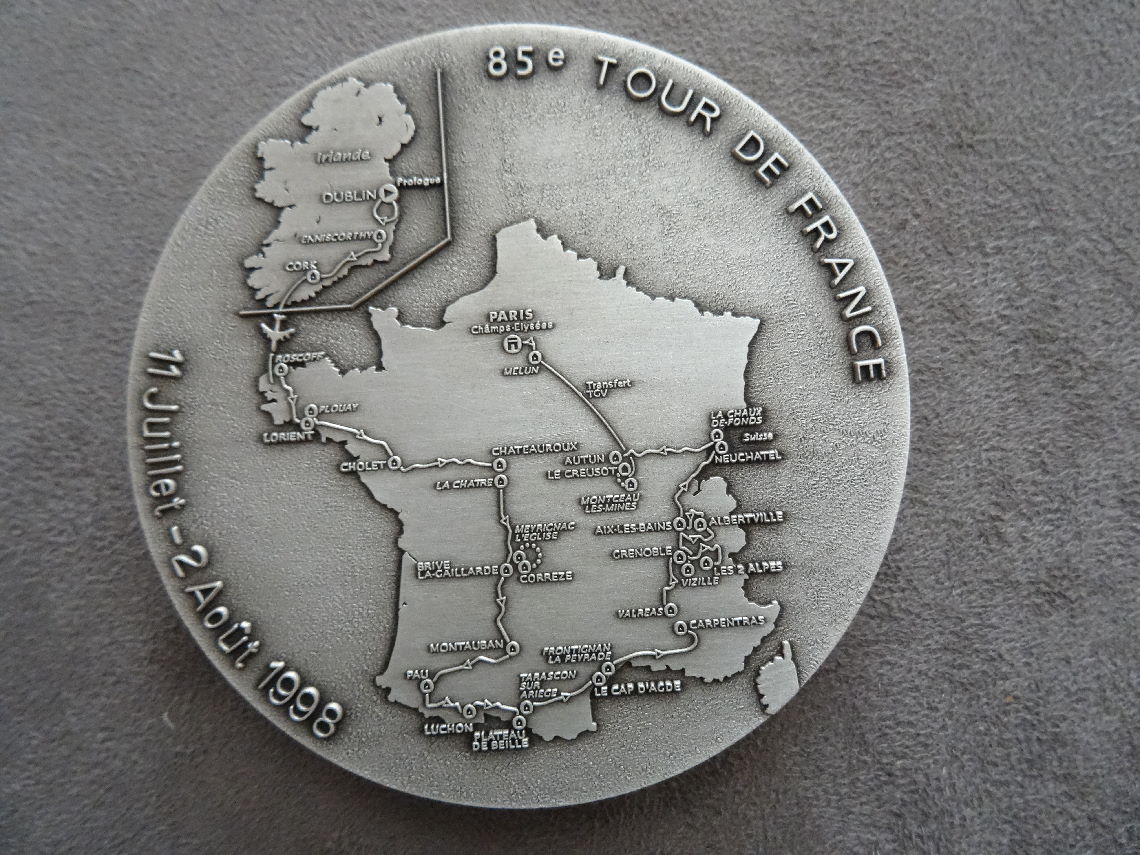 85e TOUR DE FRANCE
11 Juillet - 2 Août 1998
Irlande
Prologue
DUBLIN
ENNISCORTHY
CORK
ROSCOFF
PLOUAY
LORIENT
CHOLET
PARIS
Champs-Elysées
MELUN
Transfert
TGV
CHATEAUROUX
LA CHATRE
AUTUN
LE CREUSOT
MONTCEAU
LES-MINES
LA CHAUX
DE-FONDS
Suisse
NEUCHATEL
MEYRIGNAC
L'EGLISE
BRIVE
LA-GAILLARDE
CORREZE
AIX-LES-BAINS
ALBERTVILLE
GRENOBLE
LES 2 ALPES
VIZILLE
VALREAS
CARPENTRAS
MONTAUBAN
FRONTIGNAN
LA PEYRADE
PAU
TARASCON
SUR
ARIEGE
LE CAP D'AGDE
LUCHON
PLATEAU
DE BEILLE